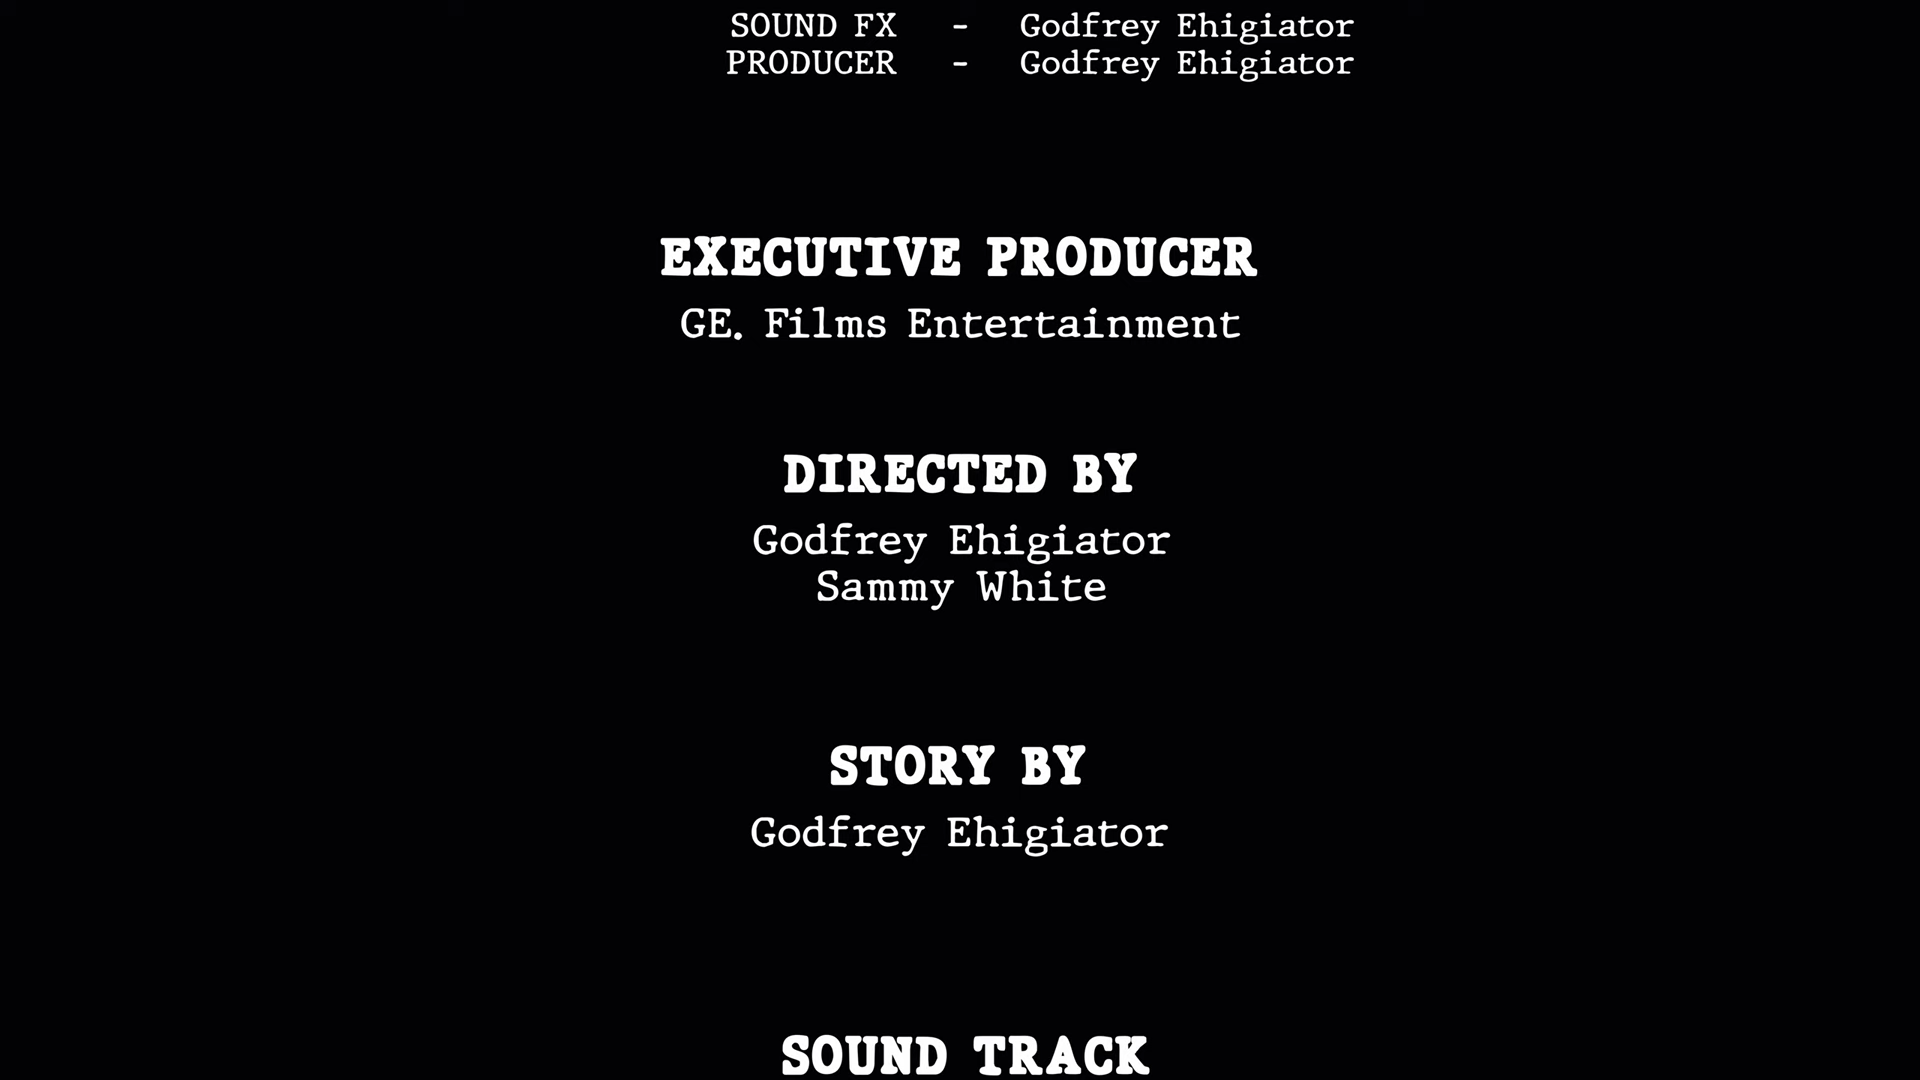 SOUND FX - Godfrey Ehigiator
PRODUCER - Godfrey Ehigiator
EXECUTIVE PRODUCER
GE. Films Entertainment
DIRECTED BY
Godfrey Ehigiator
Sammy White
STORY BY
Godfrey Ehigiator
SOUND TRACK